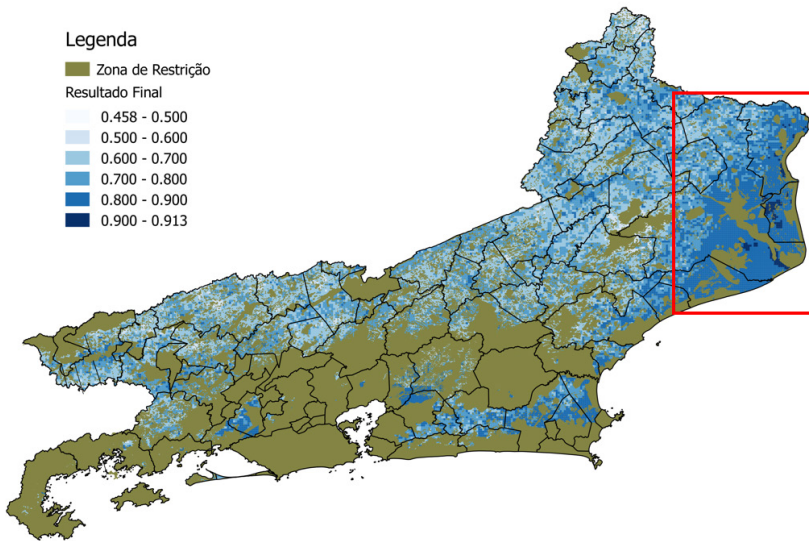 Legenda
Zona de Restrição
Resultado Final
0.458 - 0.500
0.500 - 0.600
0.600 - 0.700
0.700 - 0.800
0.800 - 0.900
0.900 - 0.913